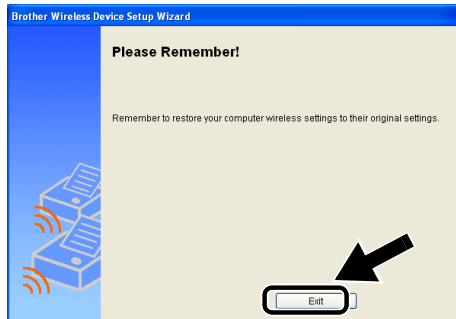 Brother Wireless Device Setup Wizard
Please Remember!
Remember to restore your computer wireless settings to their original settings.
Exit